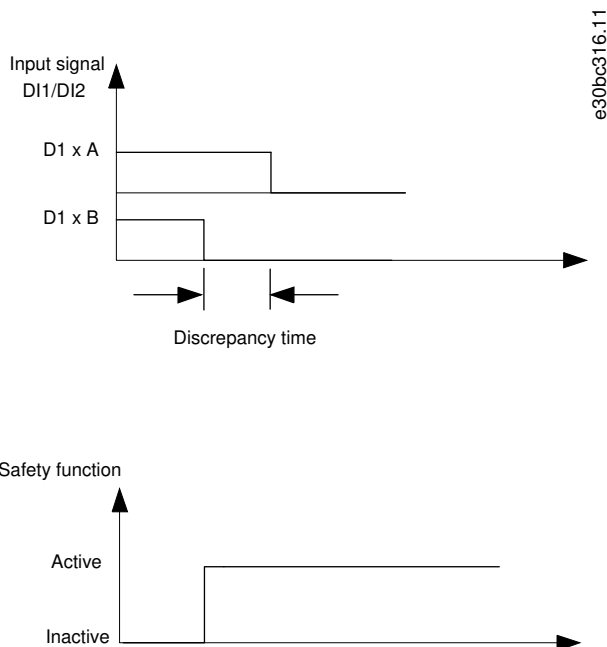 e30bc316.11
Input signal
DI1/DI2
D1 x A
D1 x B
Discrepancy time
Safety function
Active
Inactive